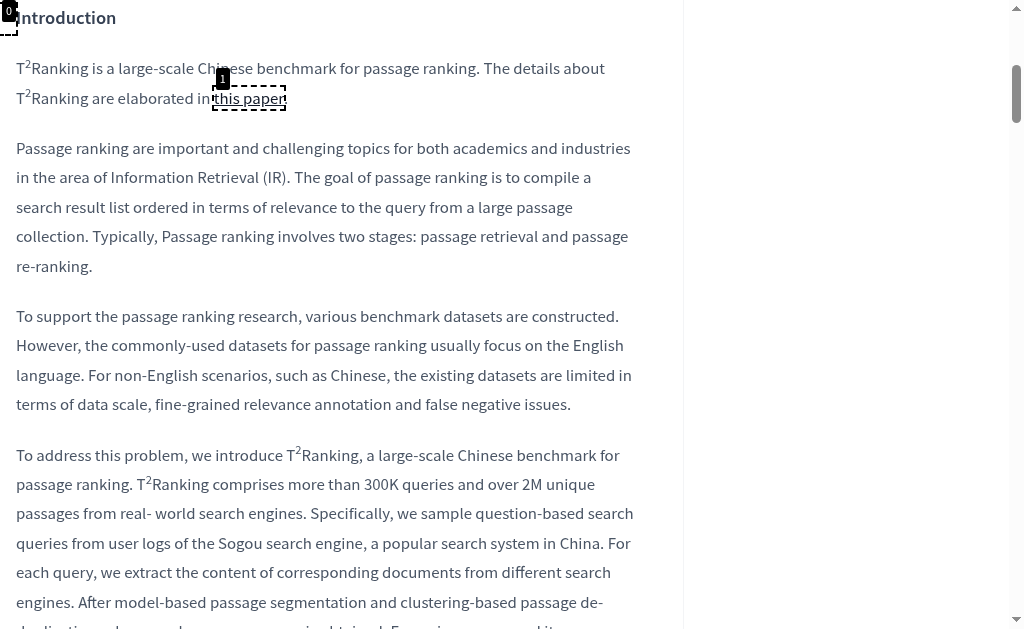 0
Introduction
T²Ranking is a large-scale Chinese benchmark for passage ranking. The details about
1
T²Ranking are elaborated in this paper
Passage ranking are important and challenging topics for both academics and industries
in the area of Information Retrieval (IR). The goal of passage ranking is to compile a
search result list ordered in terms of relevance to the query from a large passage
collection. Typically, Passage ranking involves two stages: passage retrieval and passage
re-ranking.
To support the passage ranking research, various benchmark datasets are constructed.
However, the commonly-used datasets for passage ranking usually focus on the English
language. For non-English scenarios, such as Chinese, the existing datasets are limited in
terms of data scale, fine-grained relevance annotation and false negative issues.
To address this problem, we introduce T²Ranking, a large-scale Chinese benchmark for
passage ranking. T²Ranking comprises more than 300K queries and over 2M unique
passages from real- world search engines. Specifically, we sample question-based search
queries from user logs of the Sogou search engine, a popular search system in China. For
each query, we extract the content of corresponding documents from different search
engines. After model-based passage segmentation and clustering-based passage de-